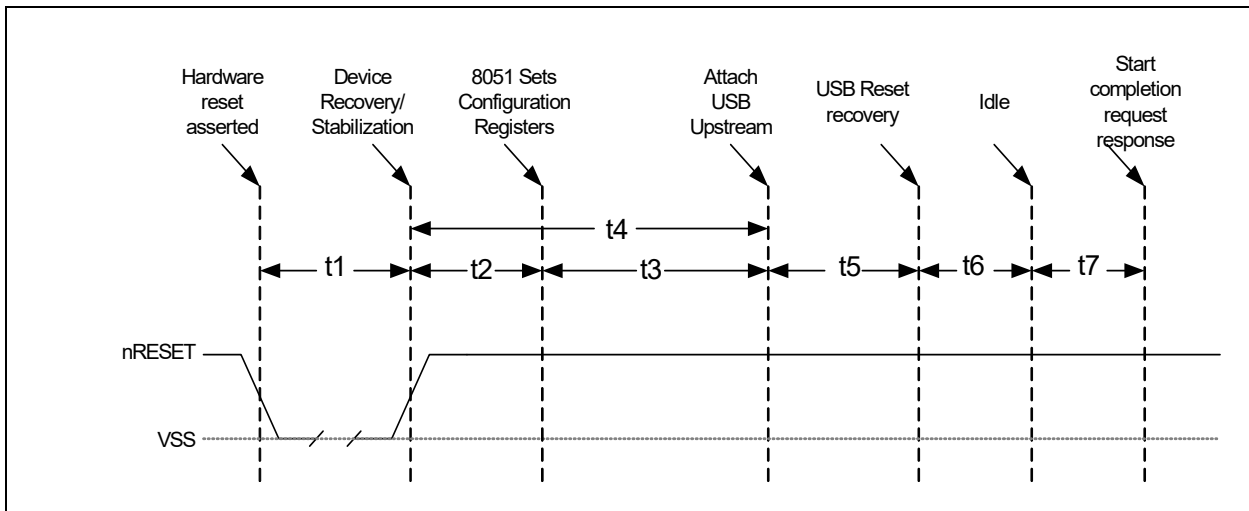 Hardware
reset
asserted
Device
Recovery/
Stabilization
8051 Sets
Configuration
Registers
Attach
USB
Upstream
USB Reset
recovery
Idle
Start
completion
request
response
t4
t1
t2
t3
t5
t6
t7
nRESET
VSS